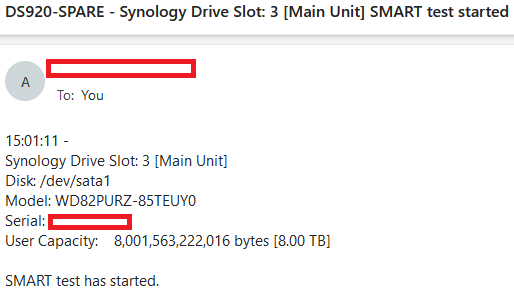 DS920-SPARE - Synology Drive Slot: 3 [Main Unit] SMART test started
A
To: You
15:01:11 -
Synology Drive Slot: 3 [Main Unit]
Disk: /dev/sata1
Model: WD82PURZ-85TEUY0
Serial:
User Capacity: 8,001,563,222,016 bytes [8.00 TB]
SMART test has started.